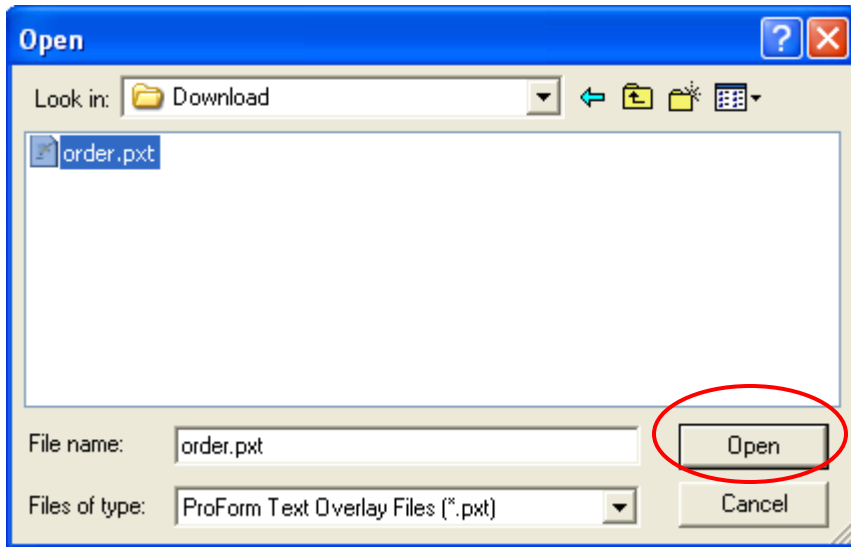 Open
Look in: Download
order.pxt
File name: order.pxt Open
Files of type: ProForm Text Overlay Files (*.pxt) Cancel